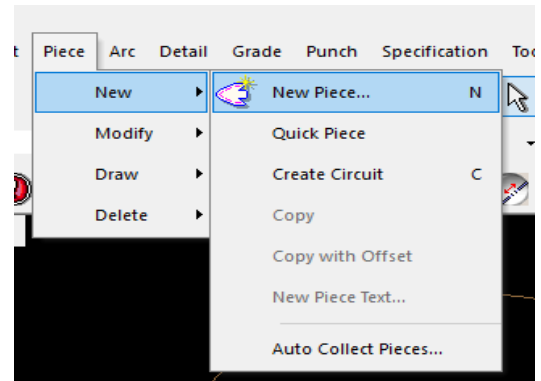 Piece Arc Detail Grade Punch Specification
New
New Piece... N
Modify
Quick Piece
Draw
Create Circuit C
Delete
Copy
Copy with Offset
New Piece Text...
Auto Collect Pieces...